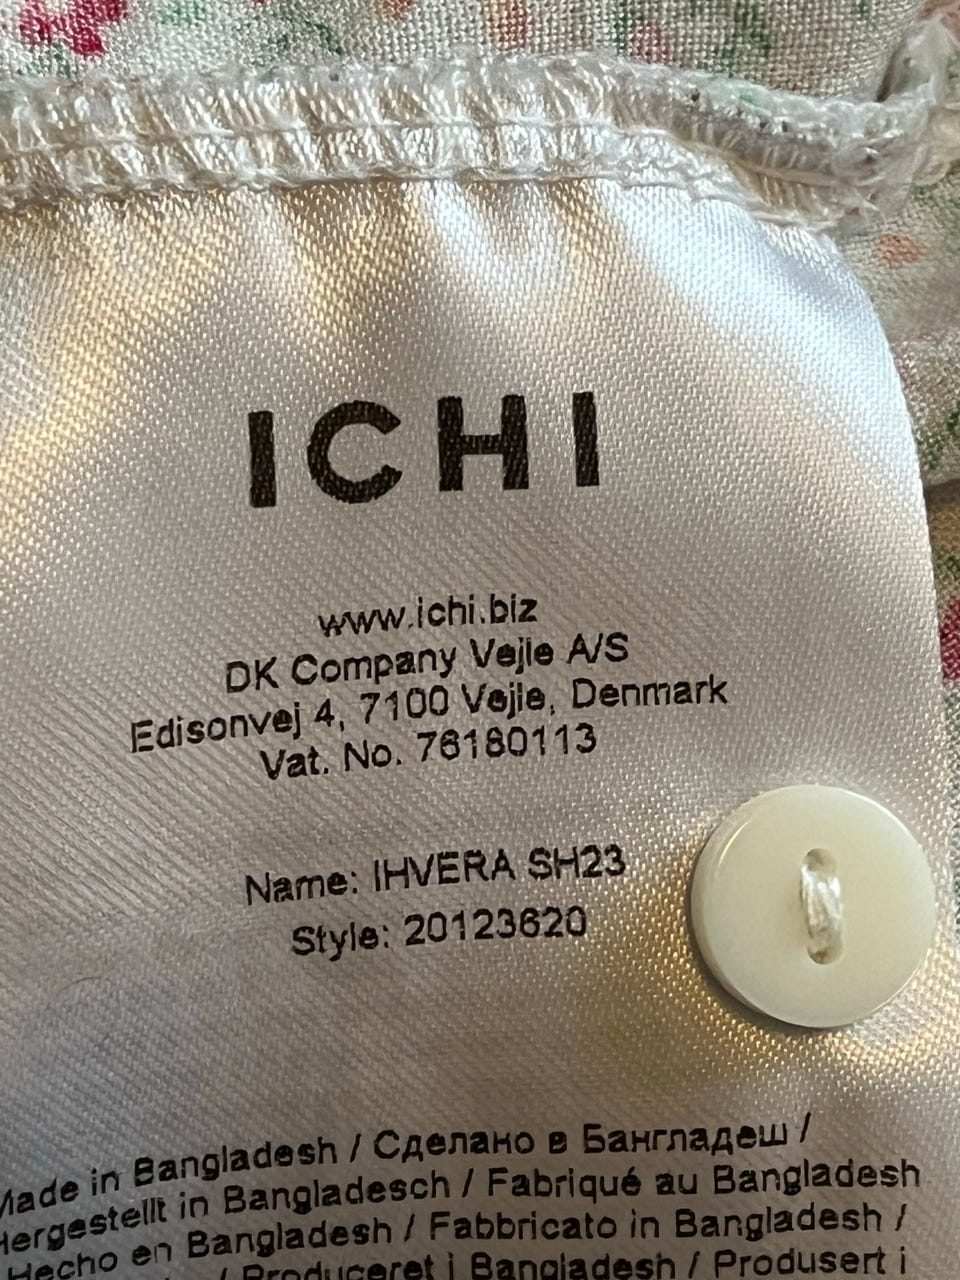 ICHI
www.ichi.biz
DK Company Vejle A/S
Edisonvej 4, 7100 Vejle, Denmark
Vat. No. 76180113
Name: IHVERA SH23
Style: 20123620
Made in Bangladesh / Сделано в Бангладеш /
Hergestellt in Bangladesch / Fabriqué au Bangladesh
Hecho en Bangladesh / Fabbricato in Bangladesh /
/ Produceret i Bangladesh / Produsert i